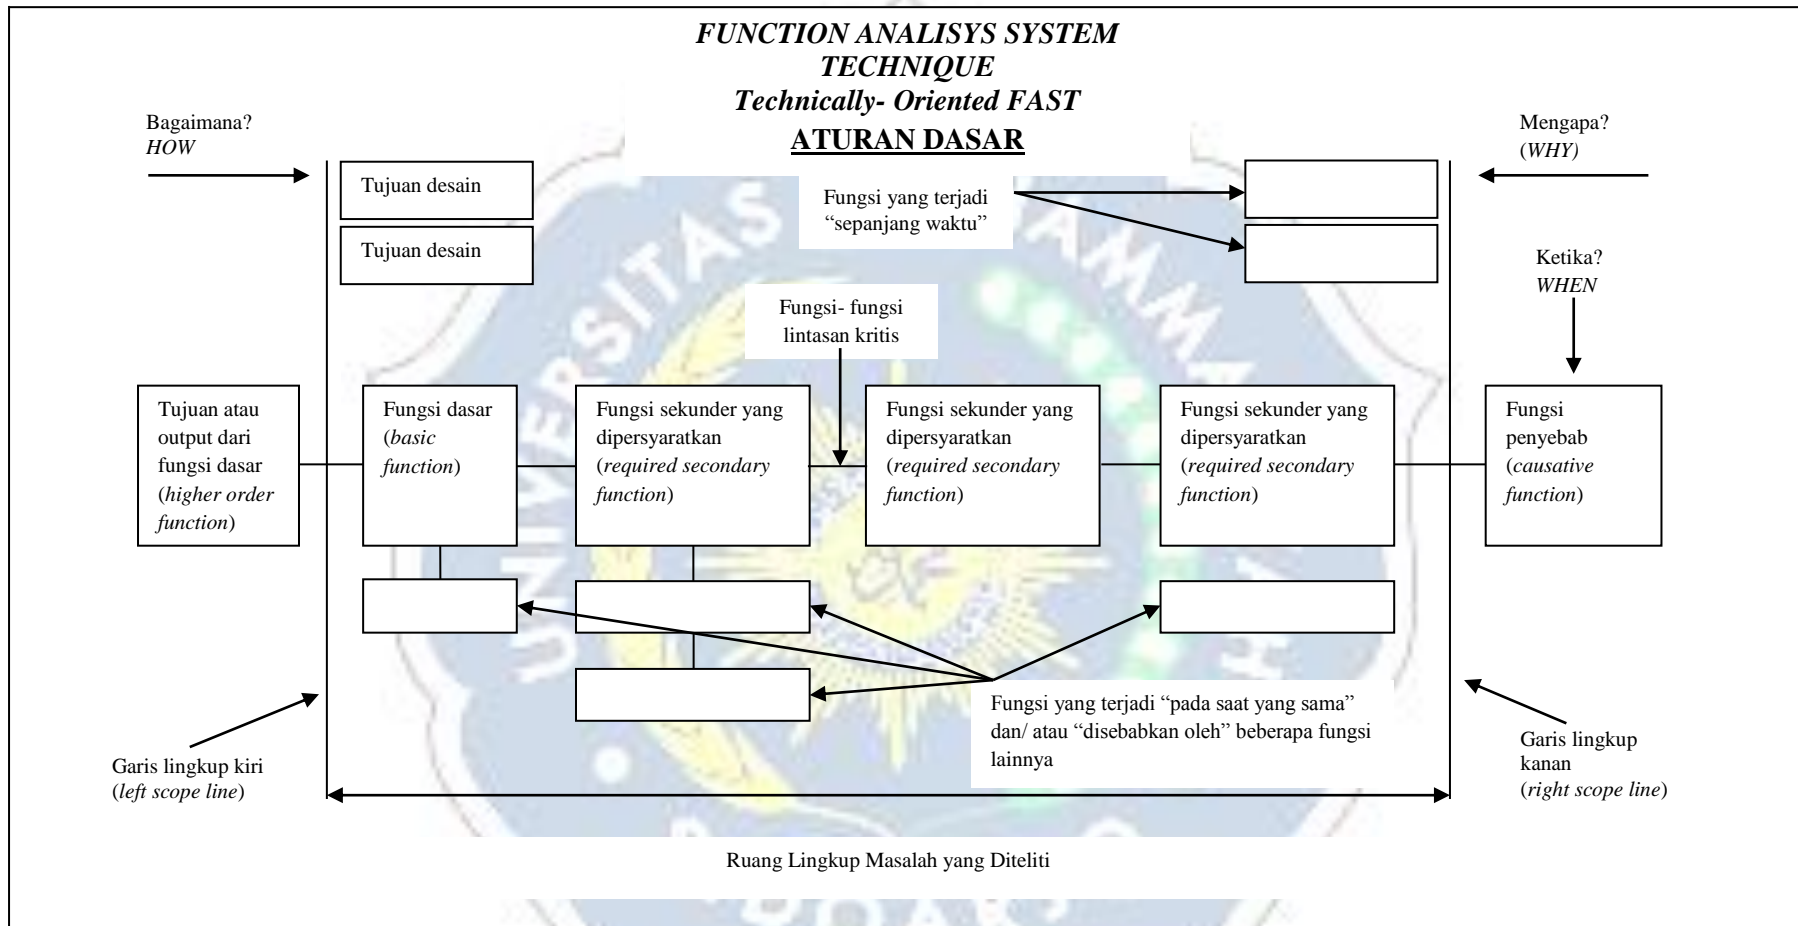 FUNCTION ANALISYS SYSTEM
TECHNIQUE
Technically- Oriented FAST
ATURAN DASAR
Bagaimana?
HOW
Mengapa?
(WHY)
Tujuan desain
Tujuan desain
Fungsi yang terjadi
“sepanjang waktu”
Ketika?
WHEN
Fungsi- fungsi
lintasan kritis
Tujuan atau
output dari
fungsi dasar
(higher order
function)
Fungsi dasar
(basic
function)
Fungsi sekunder yang
dipersyaratkan
(required secondary
function)
Fungsi sekunder yang
dipersyaratkan
(required secondary
function)
Fungsi sekunder yang
dipersyaratkan
(required secondary
function)
Fungsi
penyebab
(causative
function)
Fungsi yang terjadi “pada saat yang sama”
dan/ atau “disebabkan oleh” beberapa fungsi
lainnya
Garis lingkup kiri
(left scope line)
Garis lingkup
kanan
(right scope line)
Ruang Lingkup Masalah yang Diteliti
UNIVERSITAS